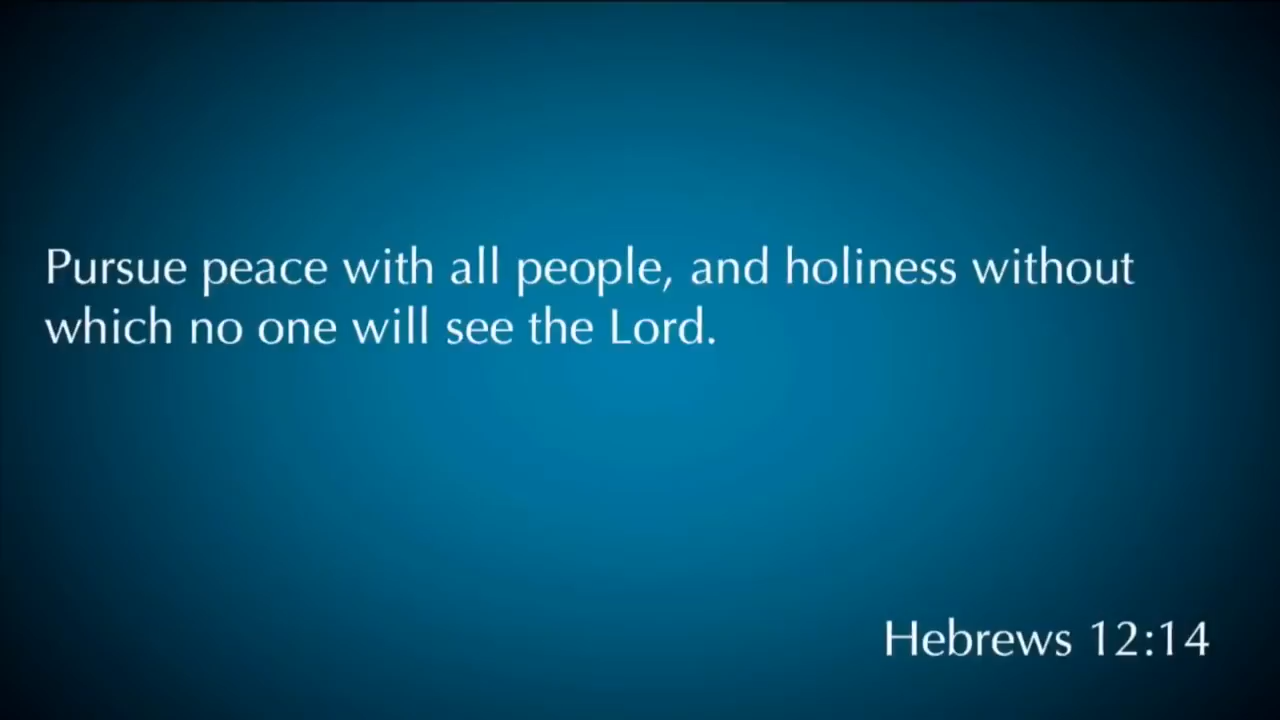 Pursue peace with all people, and holiness without
which no one will see the Lord.
Hebrews 12:14